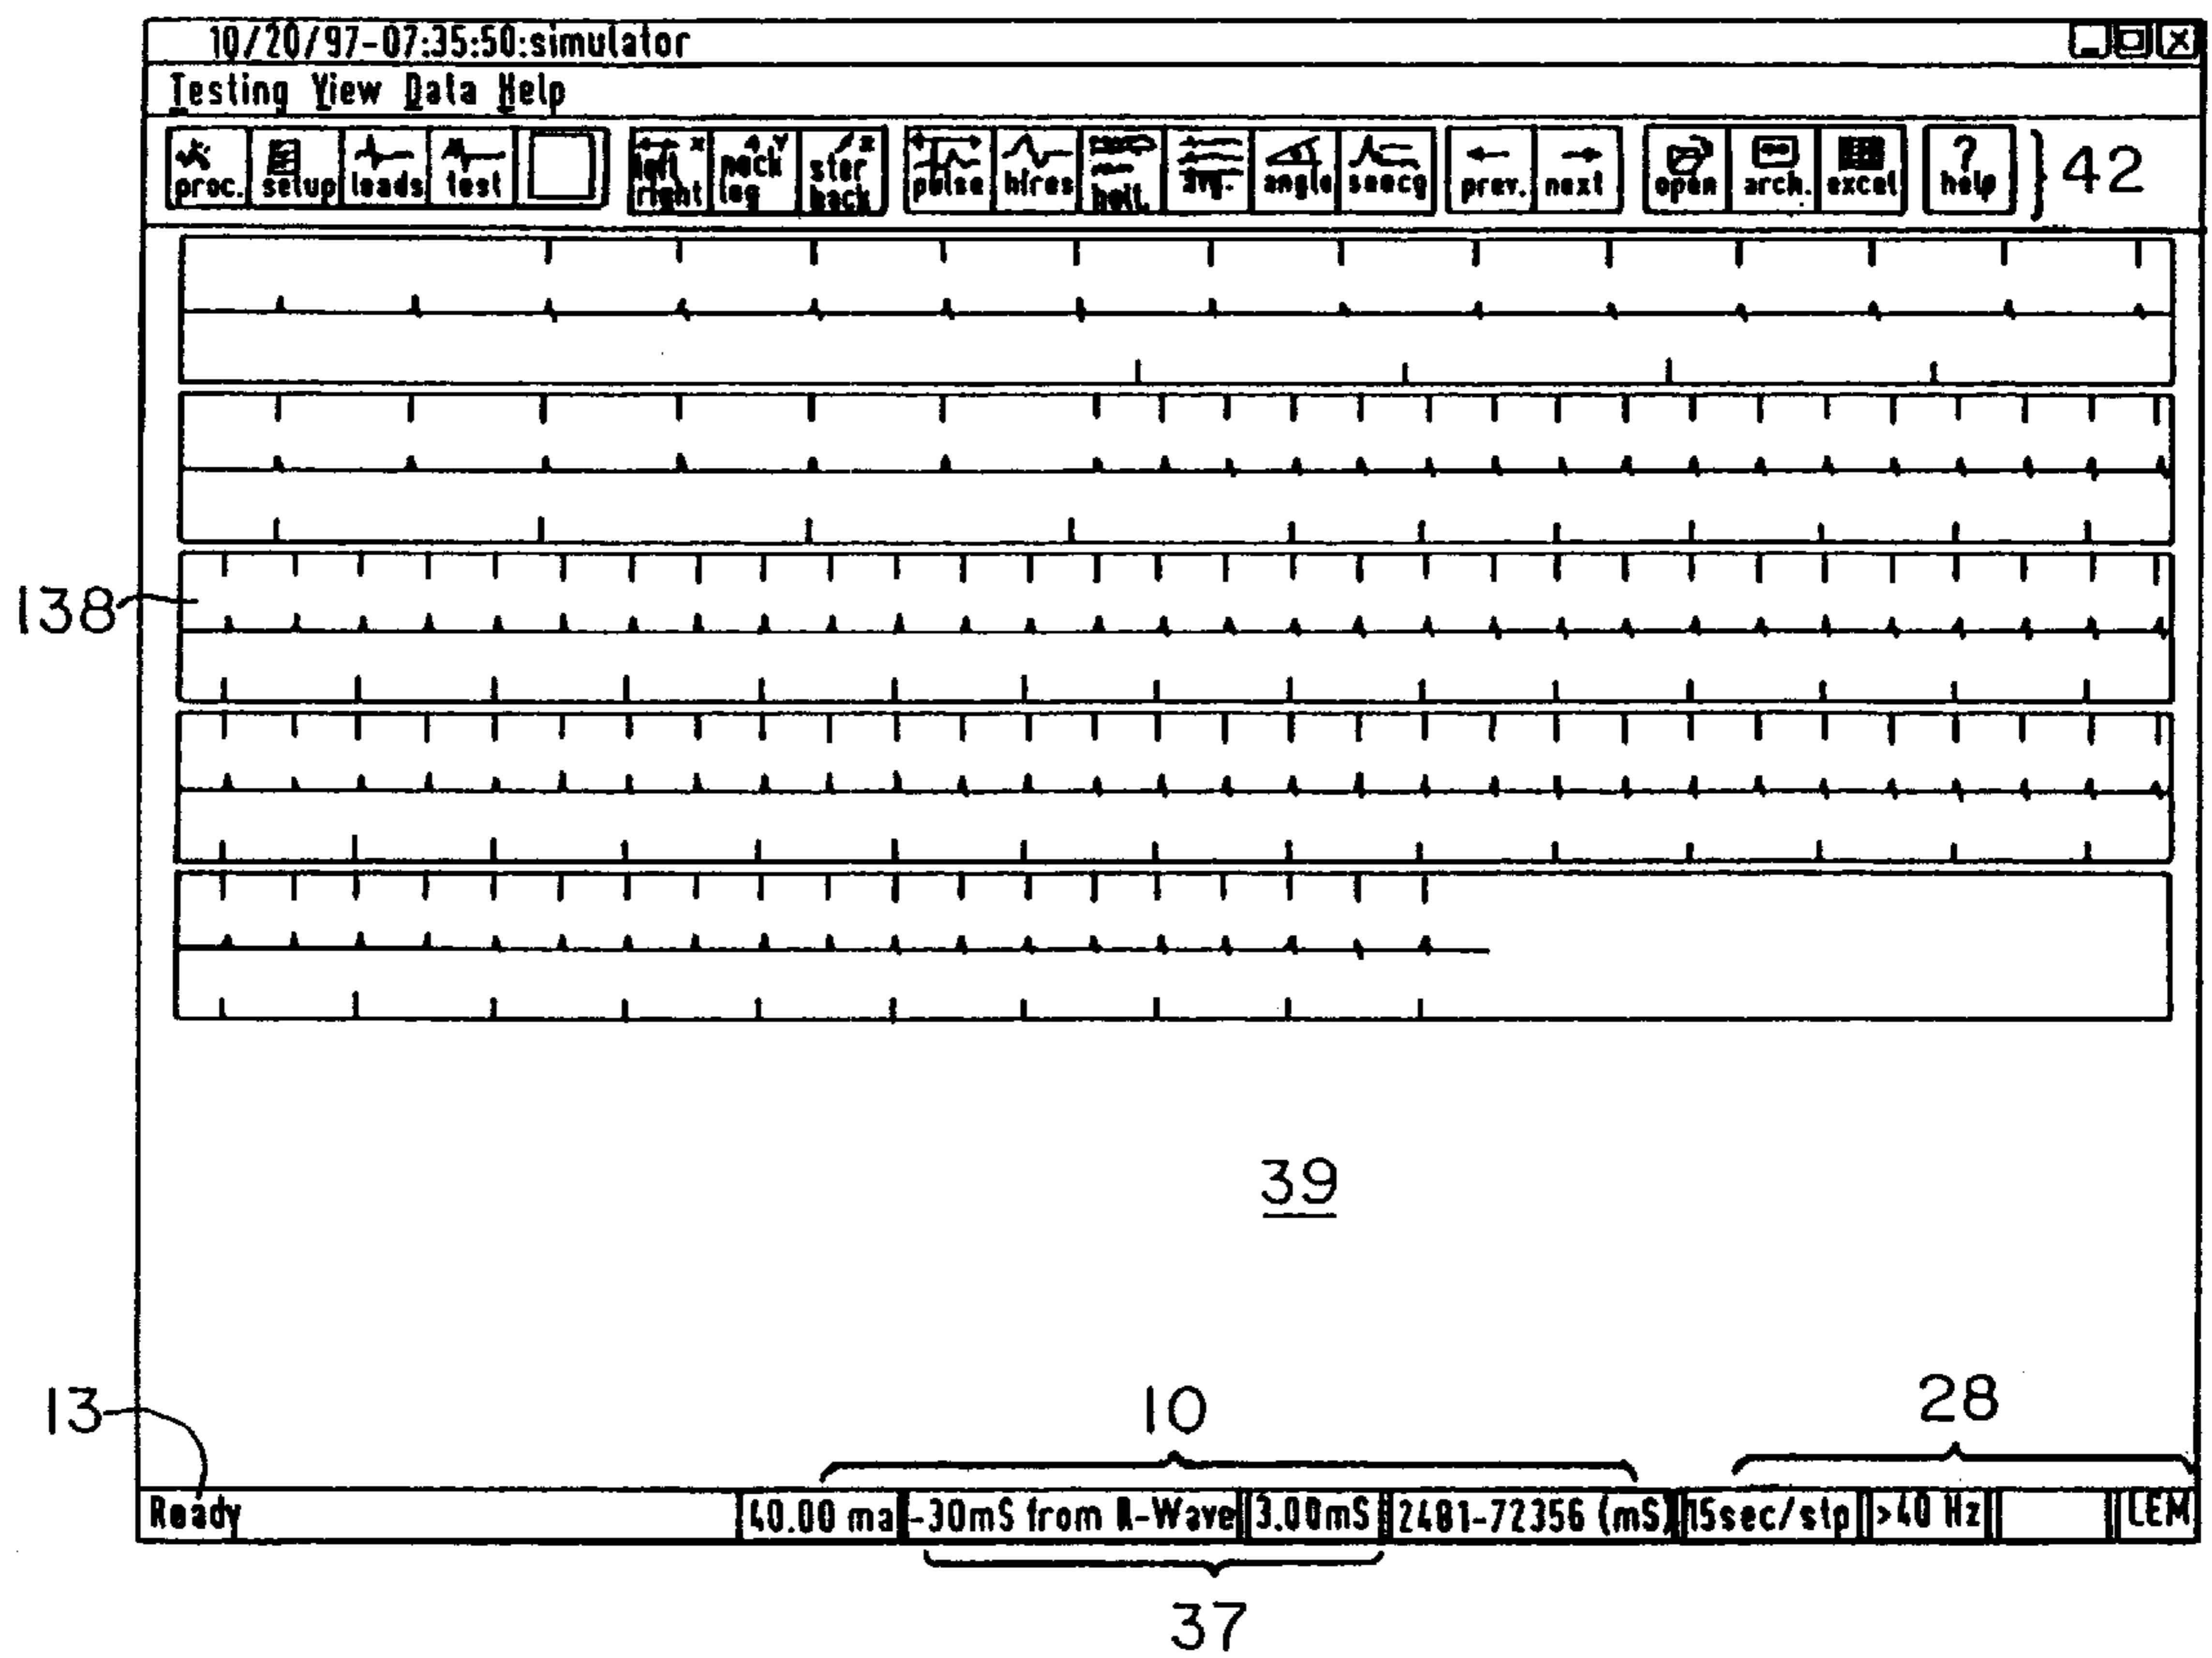 10/20/97-07:35:50:simulator
Testing View Data Help
proc. setup leads test left right neck leg ster back pulse hires avg. angle prev. next open arch. excel ? help 42
138
39
13 10 28
Ready 40.00 ma -30mS from R-Wave 3.00mS 2481-72356 (mS) 15sec/stp >40 Hz LEM
37